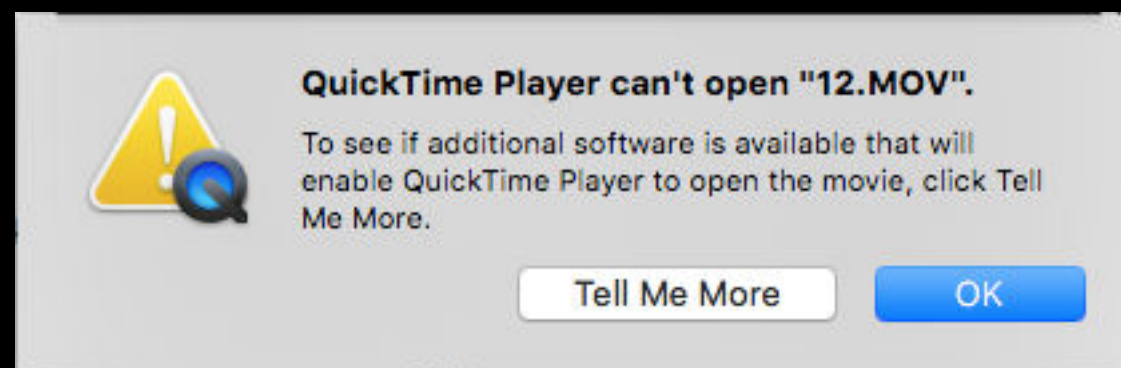 QuickTime Player can't open "12.MOV".
To see if additional software is available that will
enable QuickTime Player to open the movie, click Tell
Me More.
Tell Me More
OK